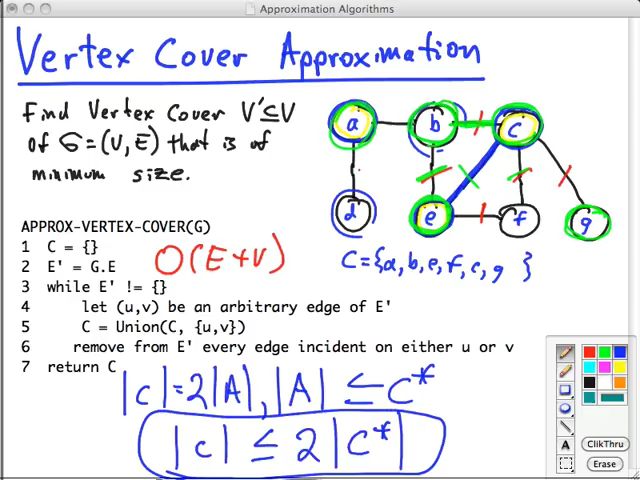 Approximation Algorithms
Vertex Cover Approximation
Find Vertex Cover V'⊆V
of G=(V,E) that is of
minimum size.
a b c
d e f g
C={a,b,e,f,c,g }
APPROX-VERTEX-COVER(G)
1 C = {}
2 E' = G.E
O(E+V)
3 while E' != {}
4 let (u,v) be an arbitrary edge of E'
5 C = Union(C, {u,v})
6 remove from E' every edge incident on either u or v
7 return C
|C|=2|A|, |A| ≤ C*
|C| ≤ 2|C*|
A
ClikThru
Erase